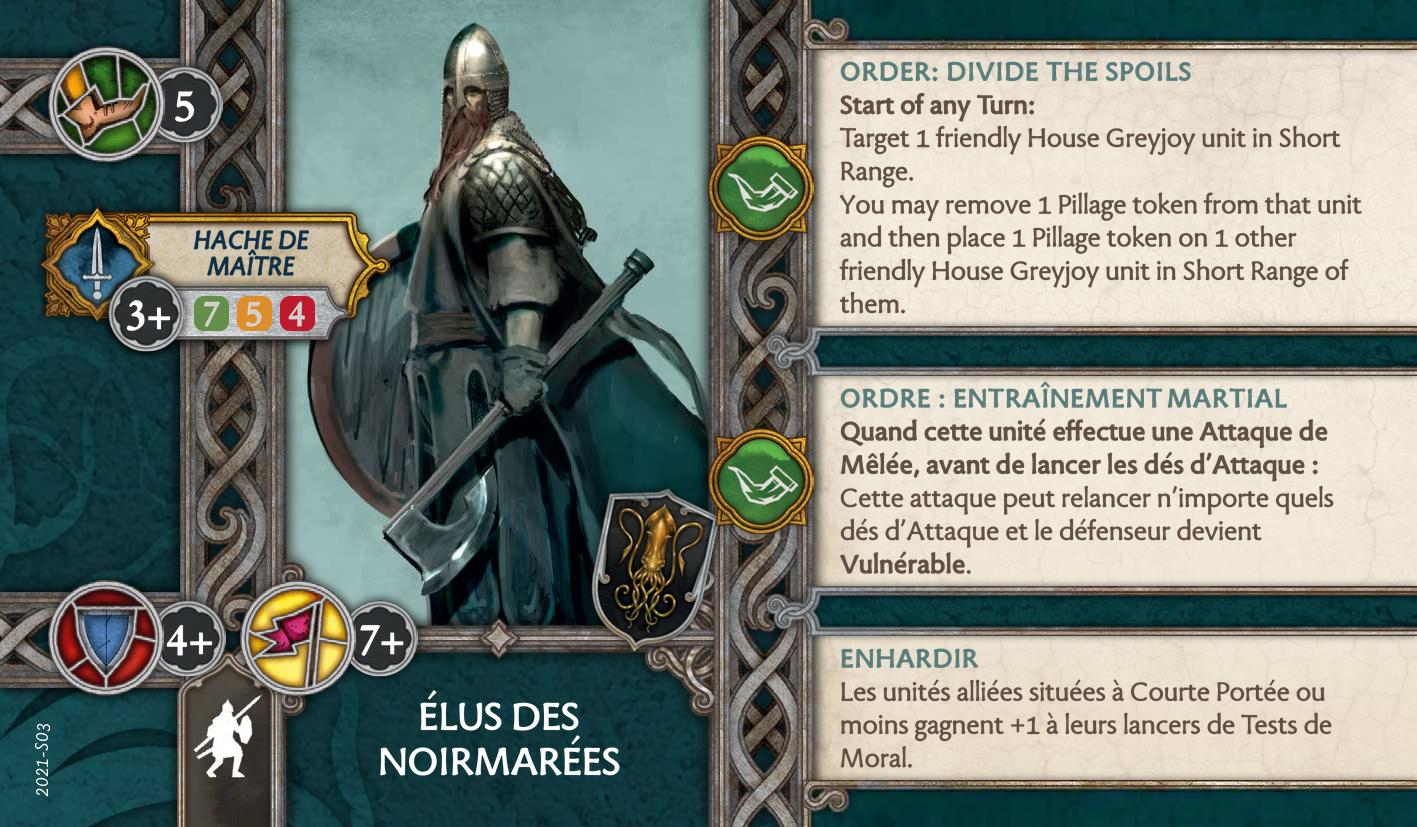 5
HACHE DE
MAÎTRE
3+ 7 5 4
4+ 7+
ÉLUS DES
NOIRMARÉES
2021-S03
ORDER: DIVIDE THE SPOILS
Start of any Turn:
Target 1 friendly House Greyjoy unit in Short
Range.
You may remove 1 Pillage token from that unit
and then place 1 Pillage token on 1 other
friendly House Greyjoy unit in Short Range of
them.
ORDRE : ENTRAÎNEMENT MARTIAL
Quand cette unité effectue une Attaque de
Mêlée, avant de lancer les dés d’Attaque :
Cette attaque peut relancer n’importe quels
dés d’Attaque et le défenseur devient
Vulnérable.
ENHARDIR
Les unités alliées situées à Courte Portée ou
moins gagnent +1 à leurs lancers de Tests de
Moral.